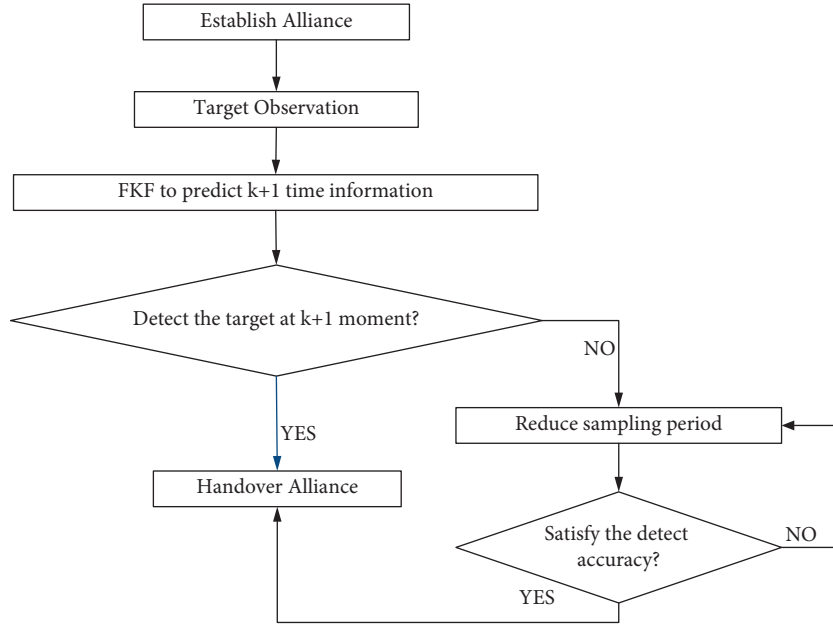 Establish Alliance
Target Observation
FKF to predict k+1 time information
Detect the target at k+1 moment?
NO
YES
Reduce sampling period
Handover Alliance
Satisfy the detect
accuracy?
NO
YES